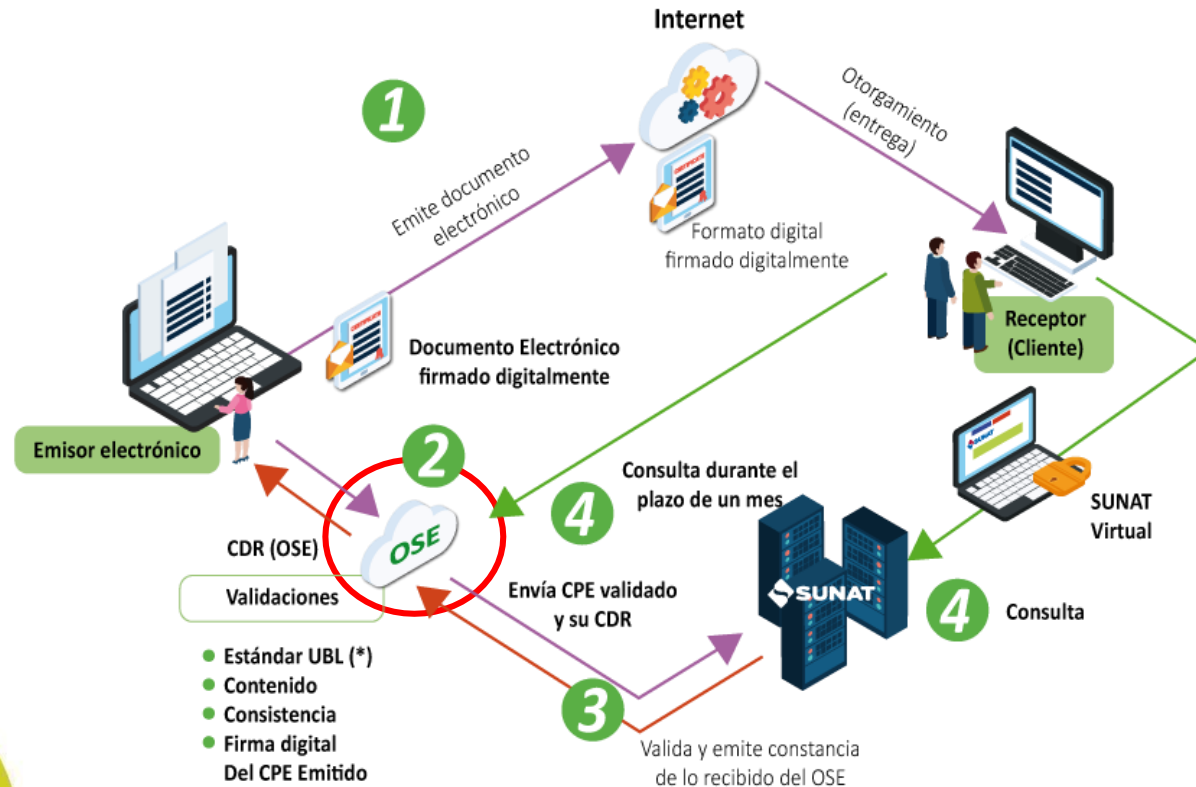 Internet
1
Otorgamiento
(entrega)
Emite documento
electrónico
CERTIFICATE
Formato digital
firmado digitalmente
CERTIFICATE
Documento Electrónico
firmado digitalmente
Receptor
(Cliente)
Emisor electrónico
2
OSE
CDR (OSE)
Validaciones
Estándar UBL (*)
Contenido
Consistencia
Firma digital
Del CPE Emitido
4
Consulta durante el
plazo de un mes
SUNAT
SUNAT
Virtual
Envía CPE validado
y su CDR
SUNAT
4
Consulta
3
Valida y emite constancia
de lo recibido del OSE